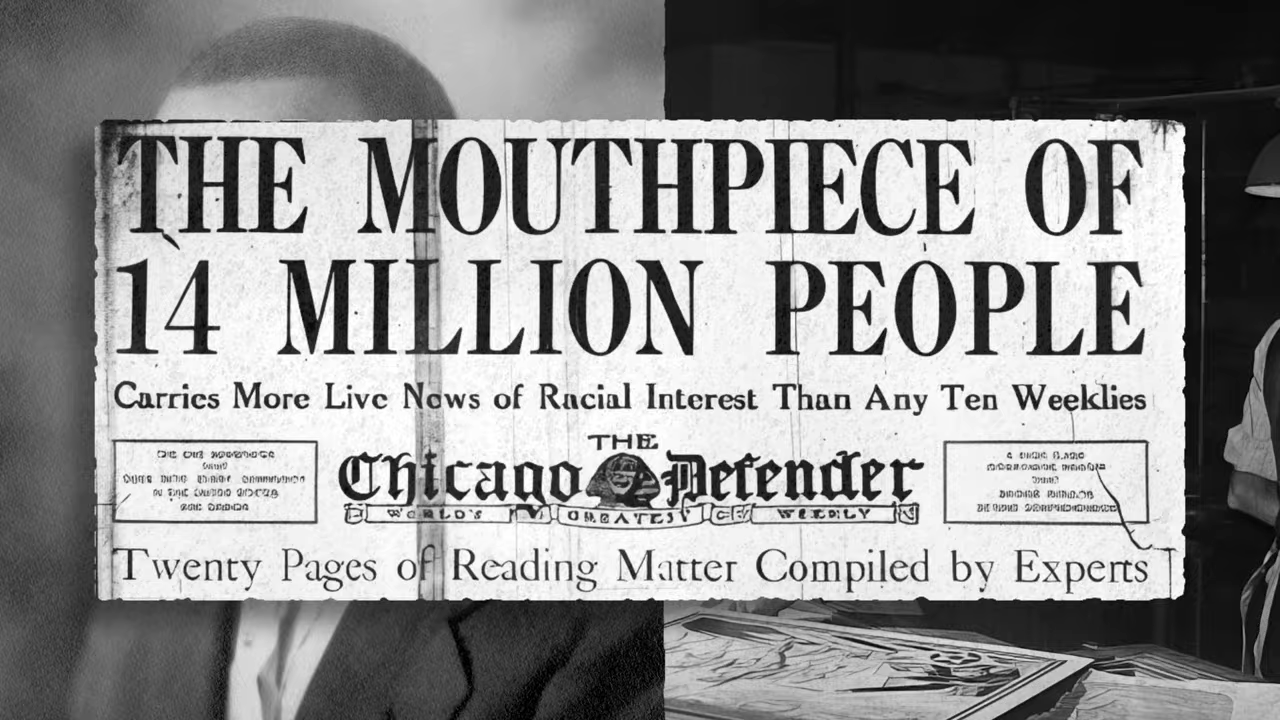 THE MOUTHPIECE OF
14 MILLION PEOPLE
Carries More Live News of Racial Interest Than Any Ten Weeklies
THE
Chicago Defender
WORLD'S GREATEST WEEKLY
Twenty Pages of Reading Matter Compiled by Experts